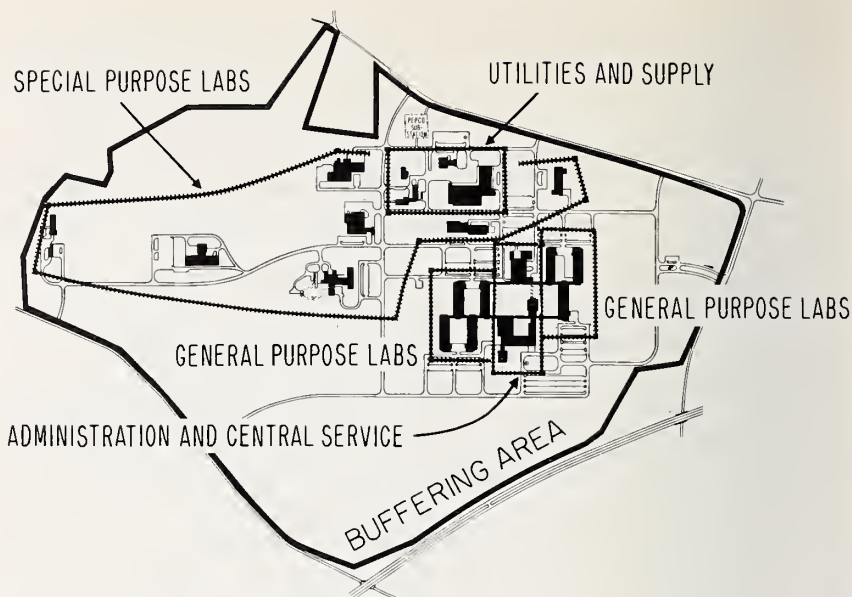 SPECIAL PURPOSE LABS
UTILITIES AND SUPPLY
PEPCO
SUB-
STATION
GENERAL PURPOSE LABS
GENERAL PURPOSE LABS
ADMINISTRATION AND CENTRAL SERVICE
BUFFERING AREA